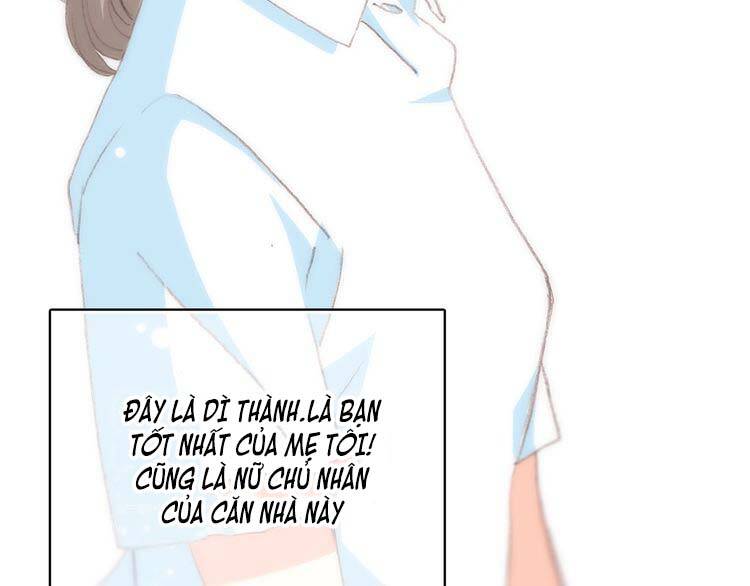 ĐÂY LÀ DÌ THÀNH.LÀ BẠN
TỐT NHẤT CỦA MẸ TÔI!
CŨNG LÀ NỮ CHỦ NHÂN
CỦA CĂN NHÀ NÀY